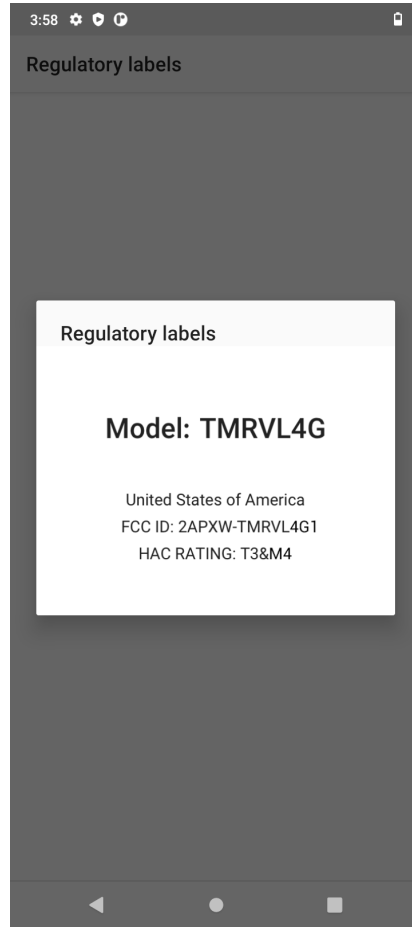 3:58
Regulatory labels
Regulatory labels
Model: TMRVL4G
United States of America
FCC ID: 2APXW-TMRVL4G1
HAC RATING: T3&M4